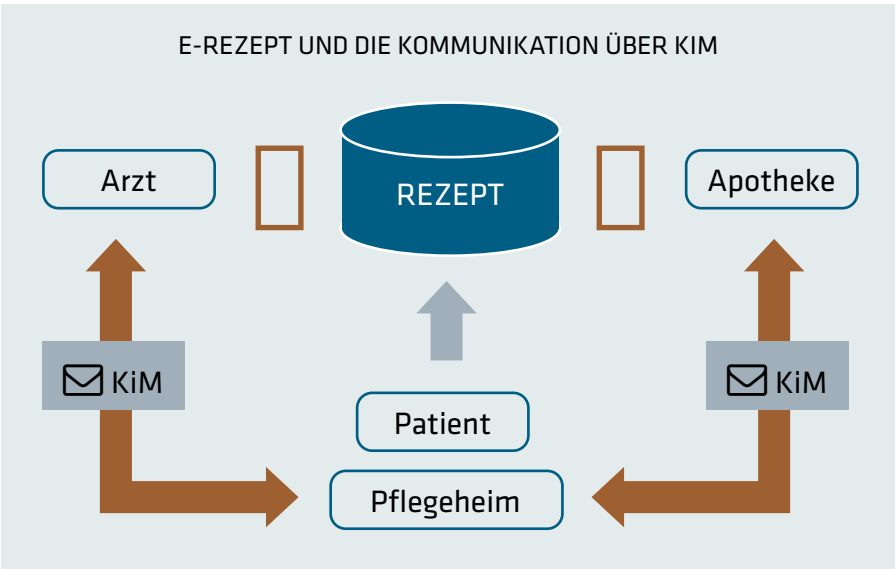 E-REZEPT UND DIE KOMMUNIKATION ÜBER KIM
Arzt
REZEPT
Apotheke
KiM
KiM
Patient
Pflegeheim